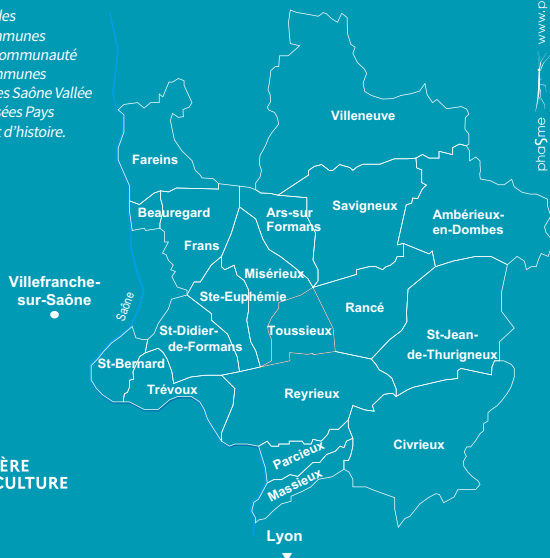 des
mmunes
ommunauté
mmunes
es Saône Vallée
sées Pays
t d'histoire.
www.p
phasme
Villeneuve
Fareins
Savigneux
Beauregard
Ars-sur
Formans
Ambérieux-
en-Dombes
Frans
Misérieux
Villefranche-
sur-Saône
Saône
Ste-Euphémie
Rancé
St-Didier-
de-Formans
Toussieux
St-Jean-
de-Thurigneux
St-Bernard
Trévoux
Reyrieux
Civrieux
Parcieux
Massieux
ÈRE
CULTURE
Lyon